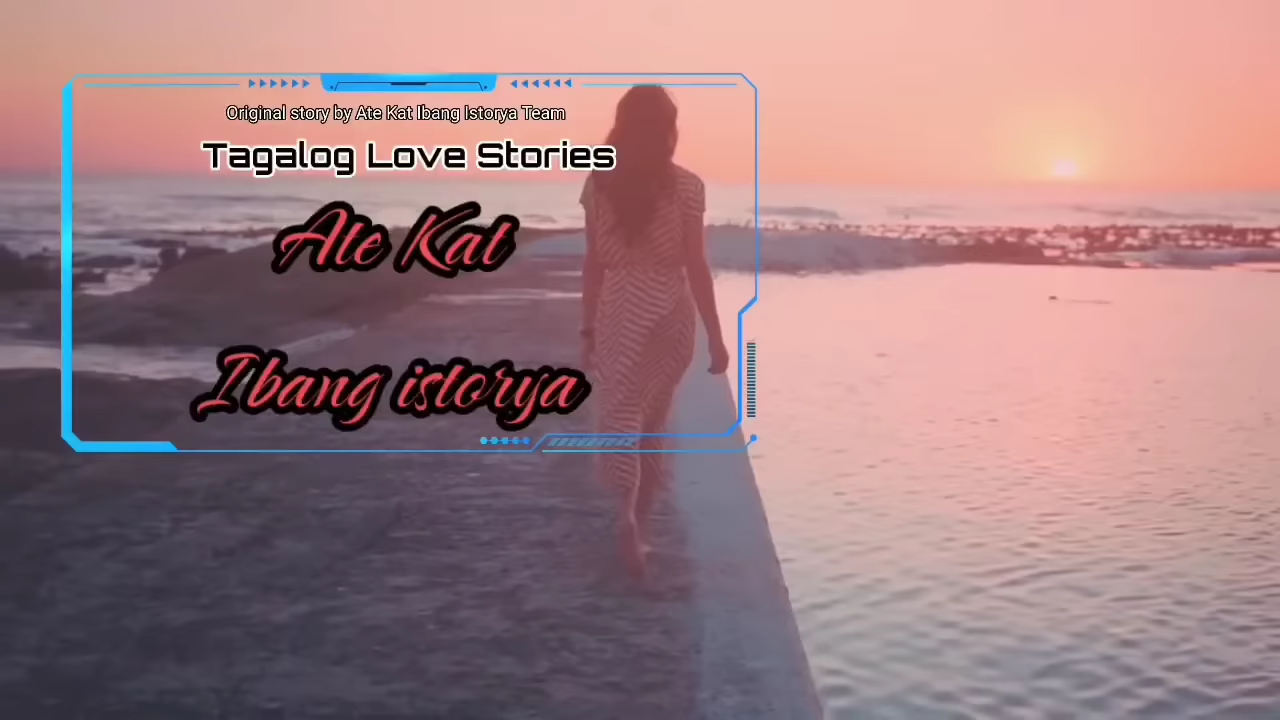 Original story by Ate Kat Ibang Istorya Team
Tagalog Love Stories
Ate Kat
Ibang istorya